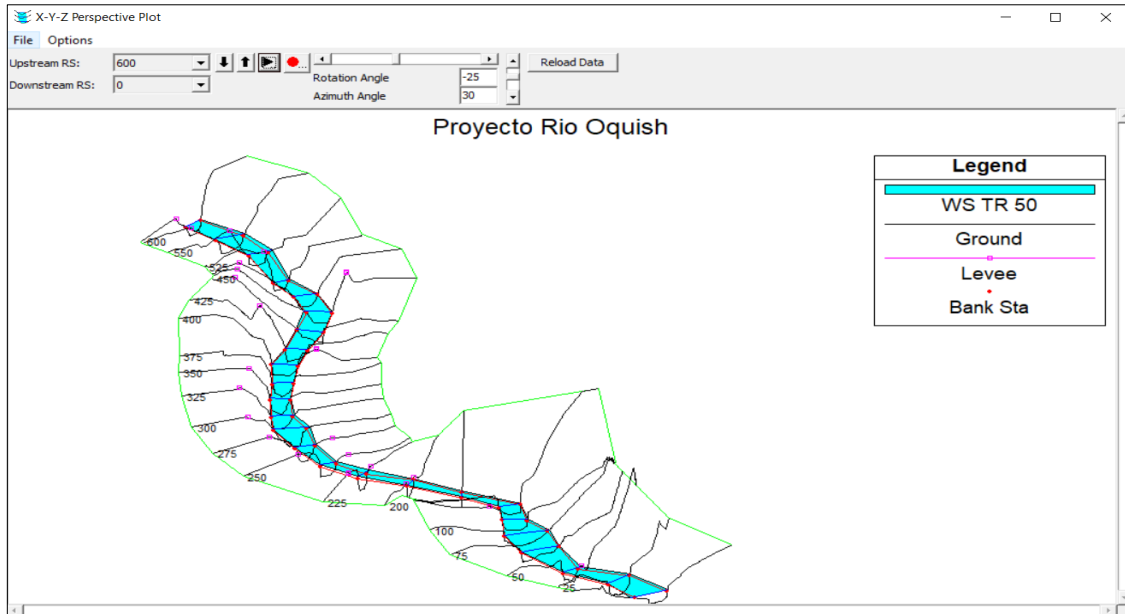 X-Y-Z Perspective Plot
File Options
Upstream RS: 600
Downstream RS: 0
Rotation Angle -25
Azimuth Angle 30
Reload Data
Proyecto Rio Oquish
Legend
WS TR 50
Ground
Levee
Bank Sta
600
550
525
450
425
400
375
350
325
300
275
250
225
200
100
75
50
25